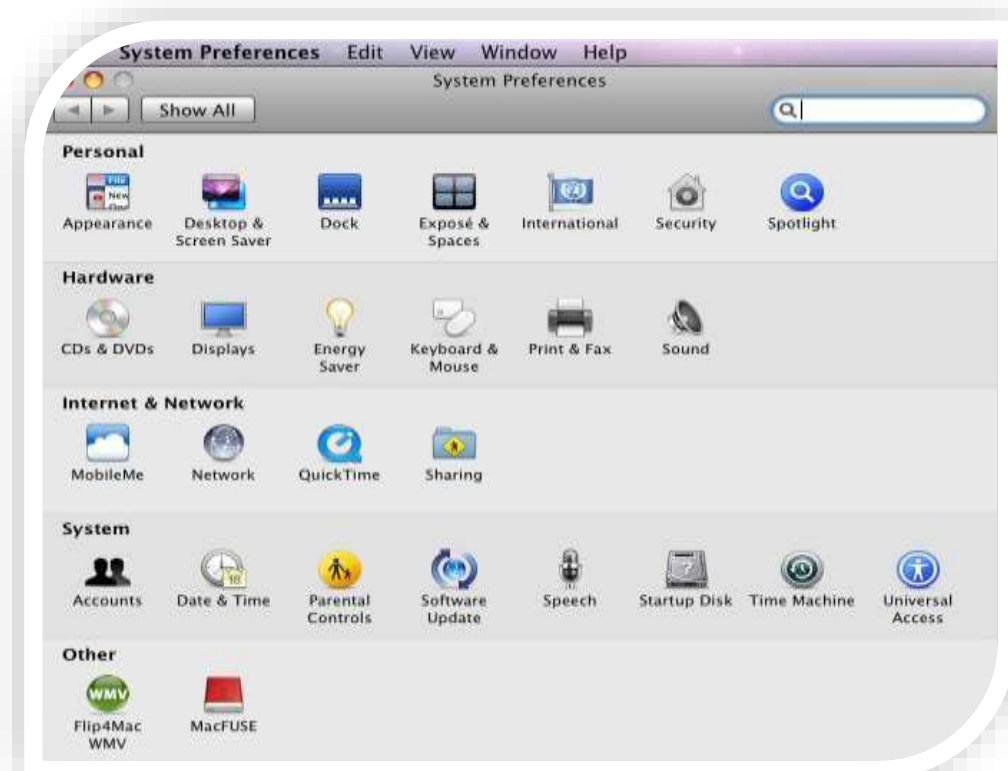 System Preferences Edit View Window Help
System Preferences
Show All
Personal
Appearance
Desktop &
Screen Saver
Dock
Exposé &
Spaces
International
Security
Spotlight
Hardware
CDs & DVDs
Displays
Energy
Saver
Keyboard &
Mouse
Print & Fax
Sound
Internet & Network
MobileMe
Network
QuickTime
Sharing
System
Accounts
Date & Time
Parental
Controls
Software
Update
Speech
Startup Disk
Time Machine
Universal
Access
Other
WMV
Flip4Mac
WMV
MacFUSE